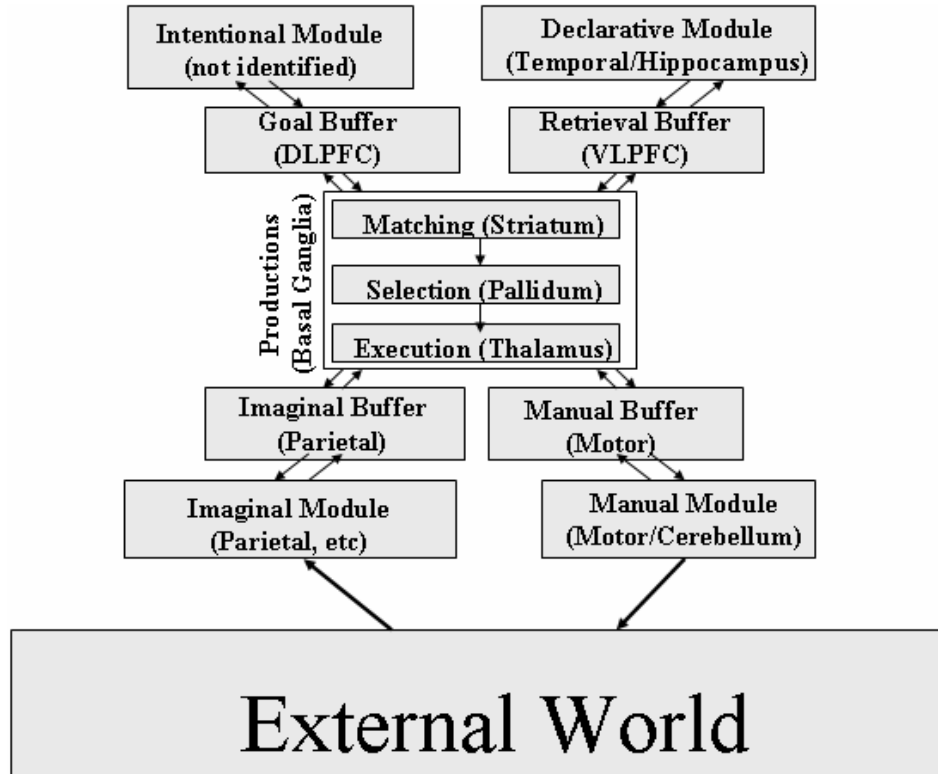 Intentional Module
(not identified)
Declarative Module
(Temporal/Hippocampus)
Goal Buffer
(DLPFC)
Retrieval Buffer
(VLPFC)
Productions
(Basal Ganglia)
Matching (Striatum)
Selection (Pallidum)
Execution (Thalamus)
Imaginal Buffer
(Parietal)
Manual Buffer
(Motor)
Imaginal Module
(Parietal, etc)
Manual Module
(Motor/Cerebellum)
External World